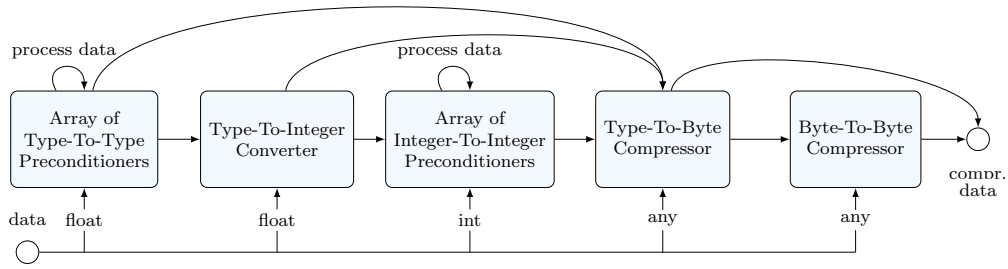 process data
process data
Array of
Type-To-Type
Preconditioners
Type-To-Integer
Converter
Array of
Integer-To-Integer
Preconditioners
Type-To-Byte
Compressor
Byte-To-Byte
Compressor
compr.
data
data
float
float
int
any
any